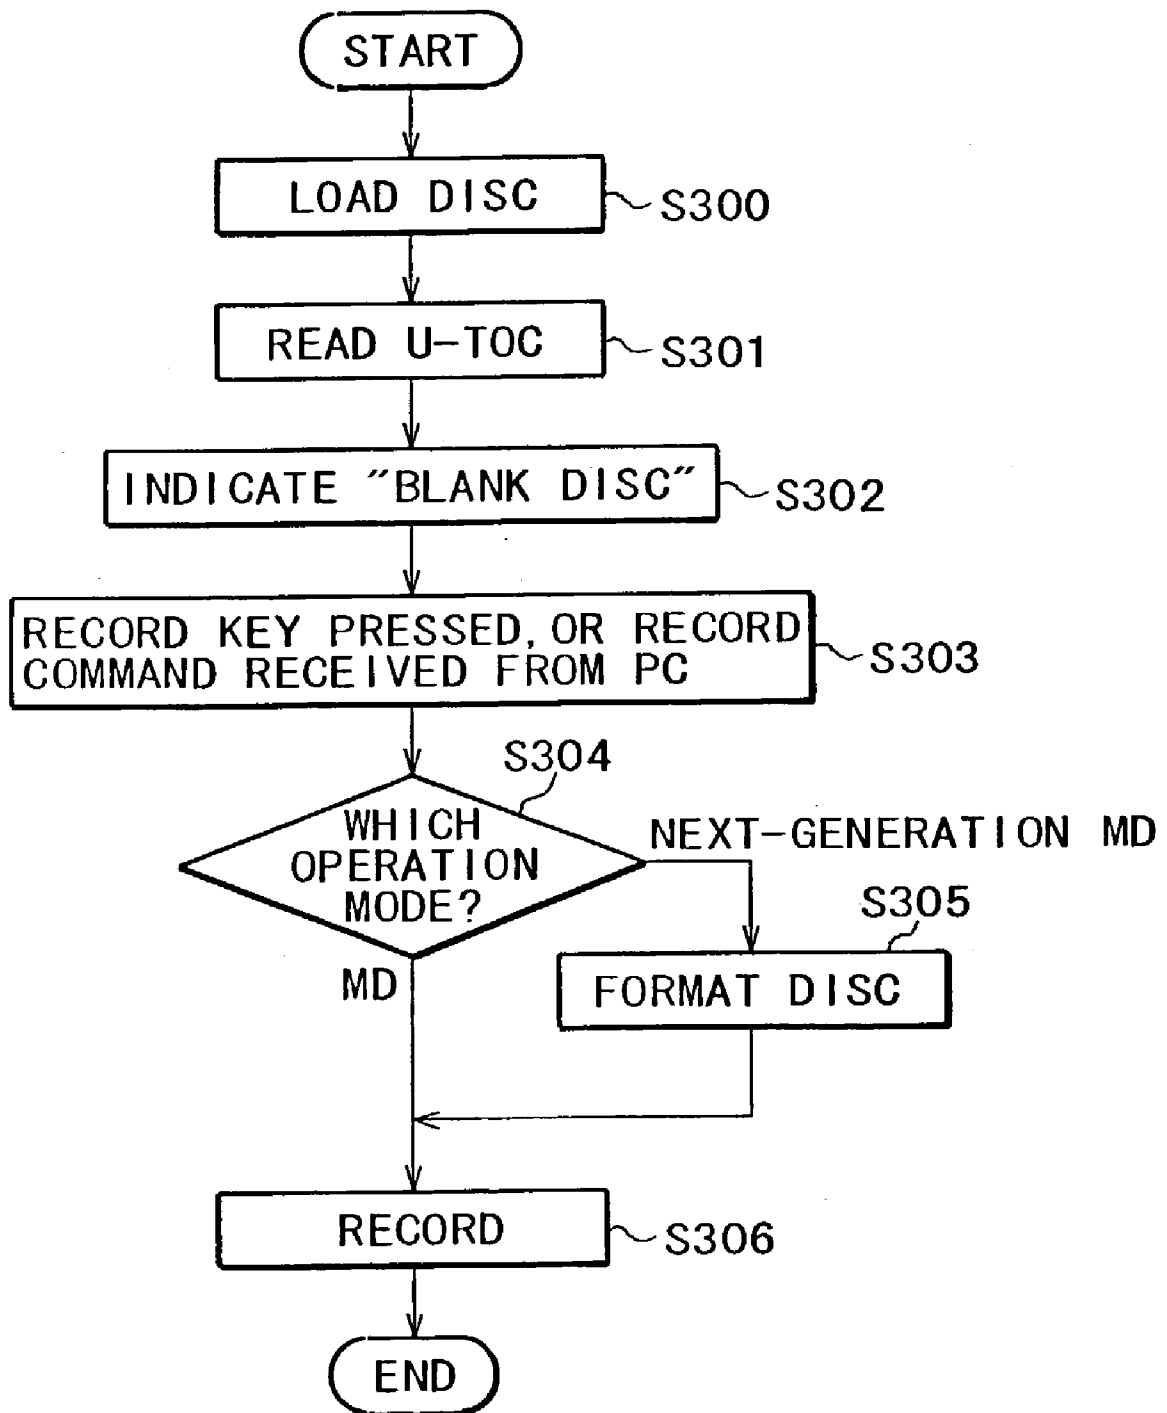 START
LOAD DISC
S300
READ U-TOC
S301
INDICATE "BLANK DISC"
S302
RECORD KEY PRESSED, OR RECORD
COMMAND RECEIVED FROM PC
S303
S304
WHICH
OPERATION
MODE?
NEXT-GENERATION MD
S305
FORMAT DISC
MD
RECORD
S306
END